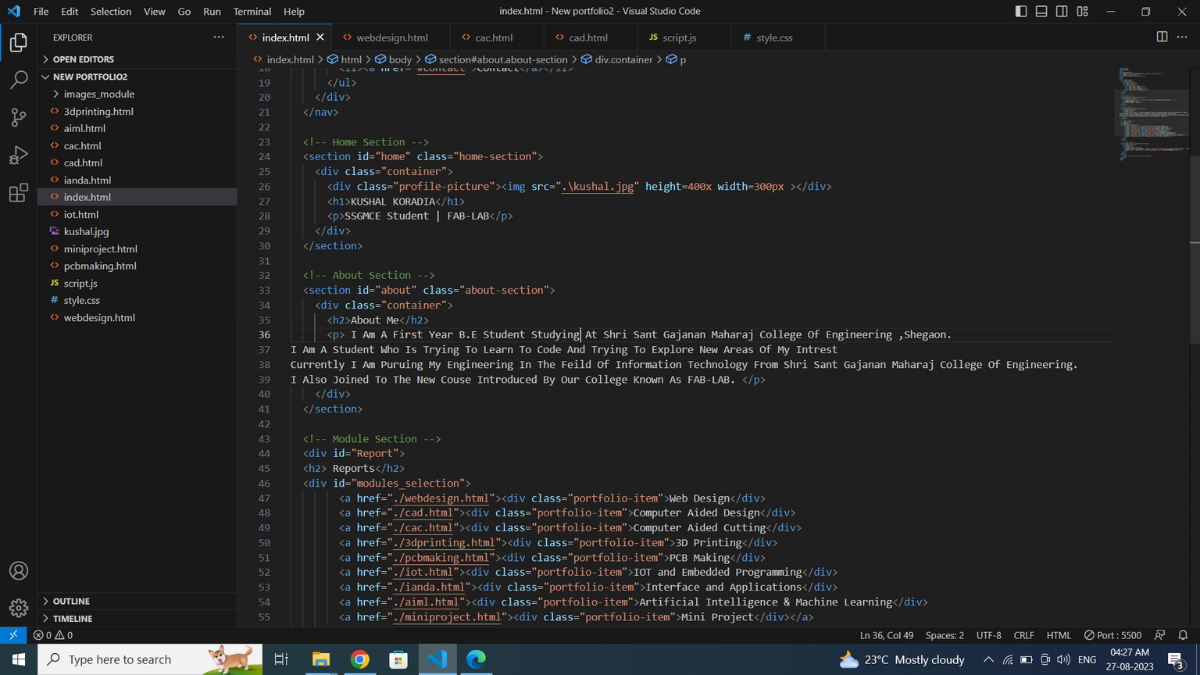 File Edit Selection View Go Run Terminal Help
index.html - New portfolio2 - Visual Studio Code
EXPLORER
OPEN EDITORS
NEW PORTFOLIO2
images_module
3dprinting.html
aiml.html
cac.html
cad.html
ianda.html
index.html
iot.html
kushal.jpg
miniproject.html
pcbmaking.html
JS script.js
# style.css
webdesign.html
OUTLINE
TIMELINE
index.html webdesign.html cac.html cad.html JS script.js # style.css
index.html > html > body > section#about.about-section > div.container > p
18 <li><a href="#contact">Contact</a></li>
19 </ul>
20 </div>
21 </nav>
22
23 <!-- Home Section -->
24 <section id="home" class="home-section">
25 <div class="container">
26 <div class="profile-picture"><img src=".\kushal.jpg" height=400x width=300px ></div>
27 <h1>KUSHAL KORADIA</h1>
28 <p>SSGMCE Student | FAB-LAB</p>
29 </div>
30 </section>
31
32 <!-- About Section -->
33 <section id="about" class="about-section">
34 <div class="container">
35 <h2>About Me</h2>
36 <p> I Am A First Year B.E Student Studying At Shri Sant Gajanan Maharaj College Of Engineering ,Shegaon.
37 I Am A Student Who Is Trying To Learn To Code And Trying To Explore New Areas Of My Intrest
38 Currently I Am Puruing My Engineering In The Feild Of Information Technology From Shri Sant Gajanan Maharaj College Of Engineering.
39 I Also Joined To The New Couse Introduced By Our College Known As FAB-LAB. </p>
40 </div>
41 </section>
42
43 <!-- Module Section -->
44 <div id="Report">
45 <h2> Reports</h2>
46 <div id="modules_selection">
47 <a href="./webdesign.html"><div class="portfolio-item">Web Design</div>
48 <a href="./cad.html"><div class="portfolio-item">Computer Aided Design</div>
49 <a href="./cac.html"><div class="portfolio-item">Computer Aided Cutting</div>
50 <a href="./3dprinting.html"><div class="portfolio-item">3D Printing</div>
51 <a href="./pcbmaking.html"><div class="portfolio-item">PCB Making</div>
52 <a href="./iot.html"><div class="portfolio-item">IOT and Embedded Programming</div>
53 <a href="./ianda.html"><div class="portfolio-item">Interface and Applications</div>
54 <a href="./aiml.html"><div class="portfolio-item">Artificial Intelligence & Machine Learning</div>
55 <a href="./miniproject.html"><div class="portfolio-item">Mini Project</div></a>
0 0 Ln 36, Col 49 Spaces: 2 UTF-8 CRLF HTML Port : 5500
Type here to search
23°C Mostly cloudy ENG
04:27 AM
27-08-2023
3